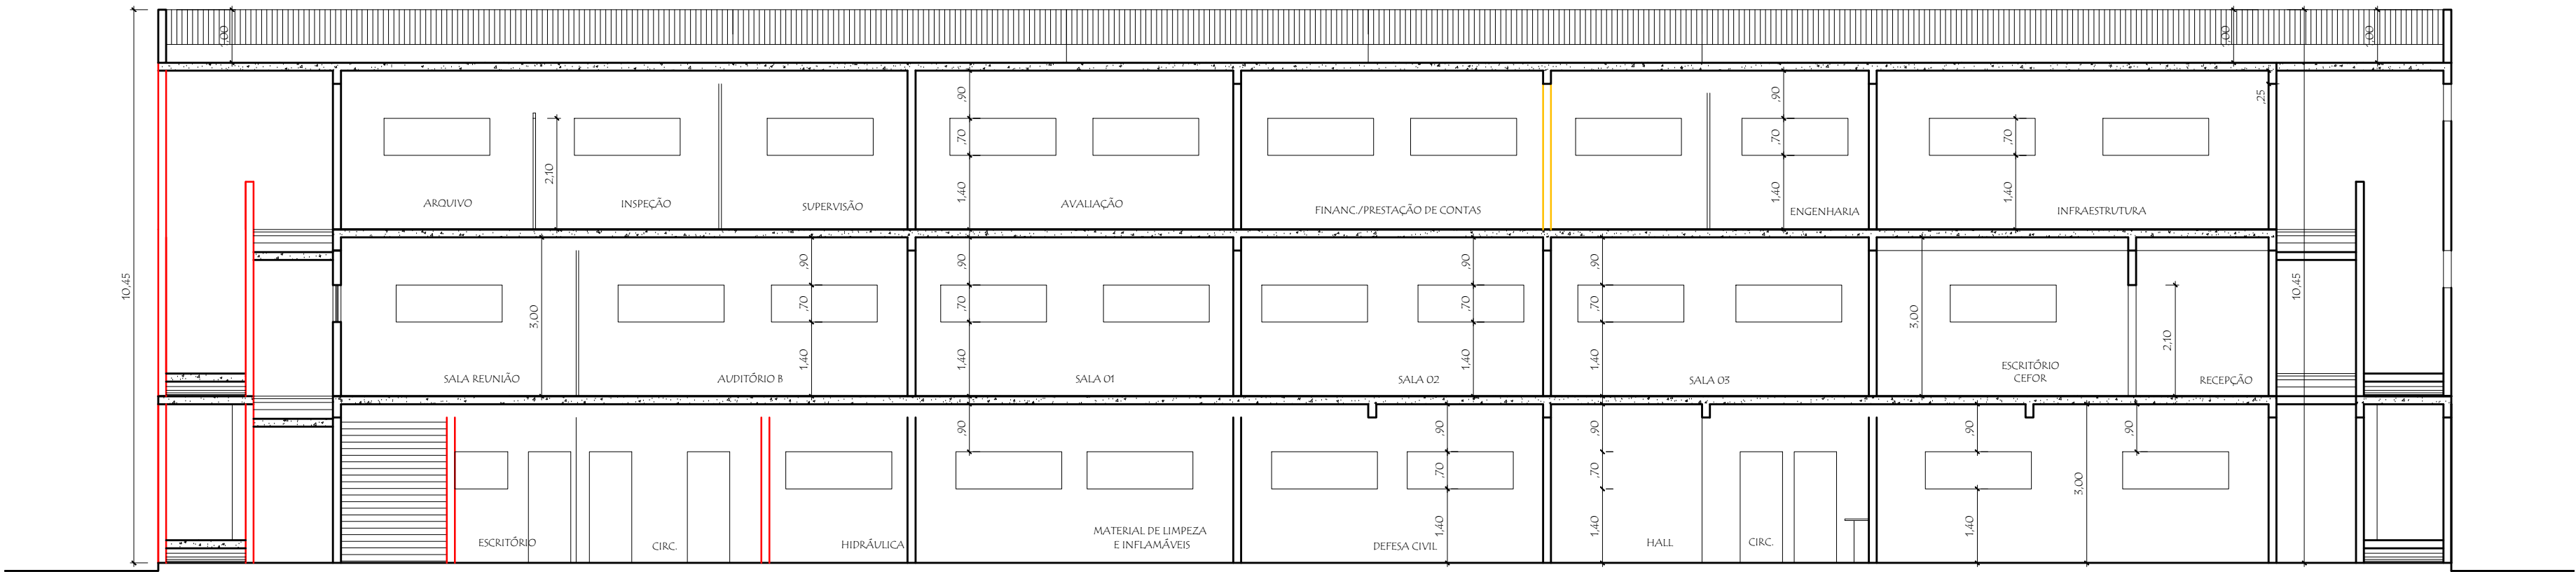 1,00
1,00
1,00
10,45
,90
,90
,25
,70
,70
,70
2,10
1,40
1,40
1,40
ARQUIVO
INSPEÇÃO
SUPERVISÃO
AVALIAÇÃO
FINANC./PRESTAÇÃO DE CONTAS
ENGENHARIA
INFRAESTRUTURA
10,45
,90
,90
,90
,90
3,00
,70
,70
,70
,70
3,00
2,10
1,40
1,40
1,40
1,40
SALA REUNIÃO
AUDITÓRIO B
SALA 01
SALA 02
SALA 03
ESCRITÓRIO
CEFOR
RECEPÇÃO
,90
,90
,90
,90
,90
,70
,70
3,00
1,40
1,40
1,40
ESCRITÓRIO
CIRC.
HIDRÁULICA
MATERIAL DE LIMPEZA
E INFLAMÁVEIS
DEFESA CIVIL
HALL
CIRC.